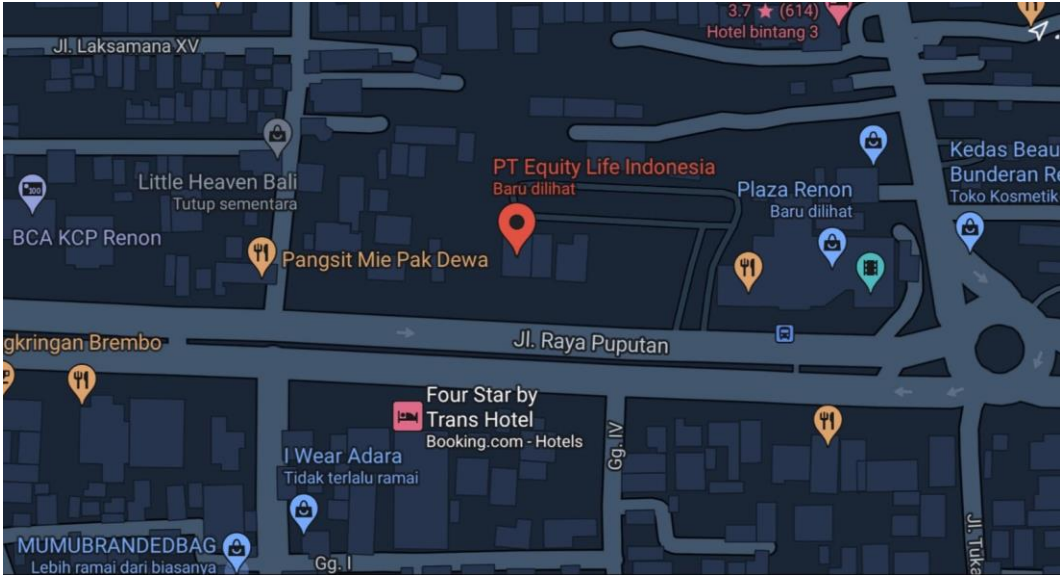 3.7 ★ (614)
Hotel bintang 3
Jl. Laksamana XV
Kedas Beau
Bunderan Re
Toko Kosmetik
PT Equity Life Indonesia
Baru dilihat
Plaza Renon
Baru dilihat
Little Heaven Bali
Tutup sementara
100
BCA KCP Renon
Pangsit Mie Pak Dewa
Jl. Raya Puputan
gkringan Brembo
Four Star by
Trans Hotel
Booking.com - Hotels
Gg. IV
I Wear Adara
Tidak terlalu ramai
MUMUBRANDEDBAG
Lebih ramai dari biasanya
Gg. I
Jl. Tuka